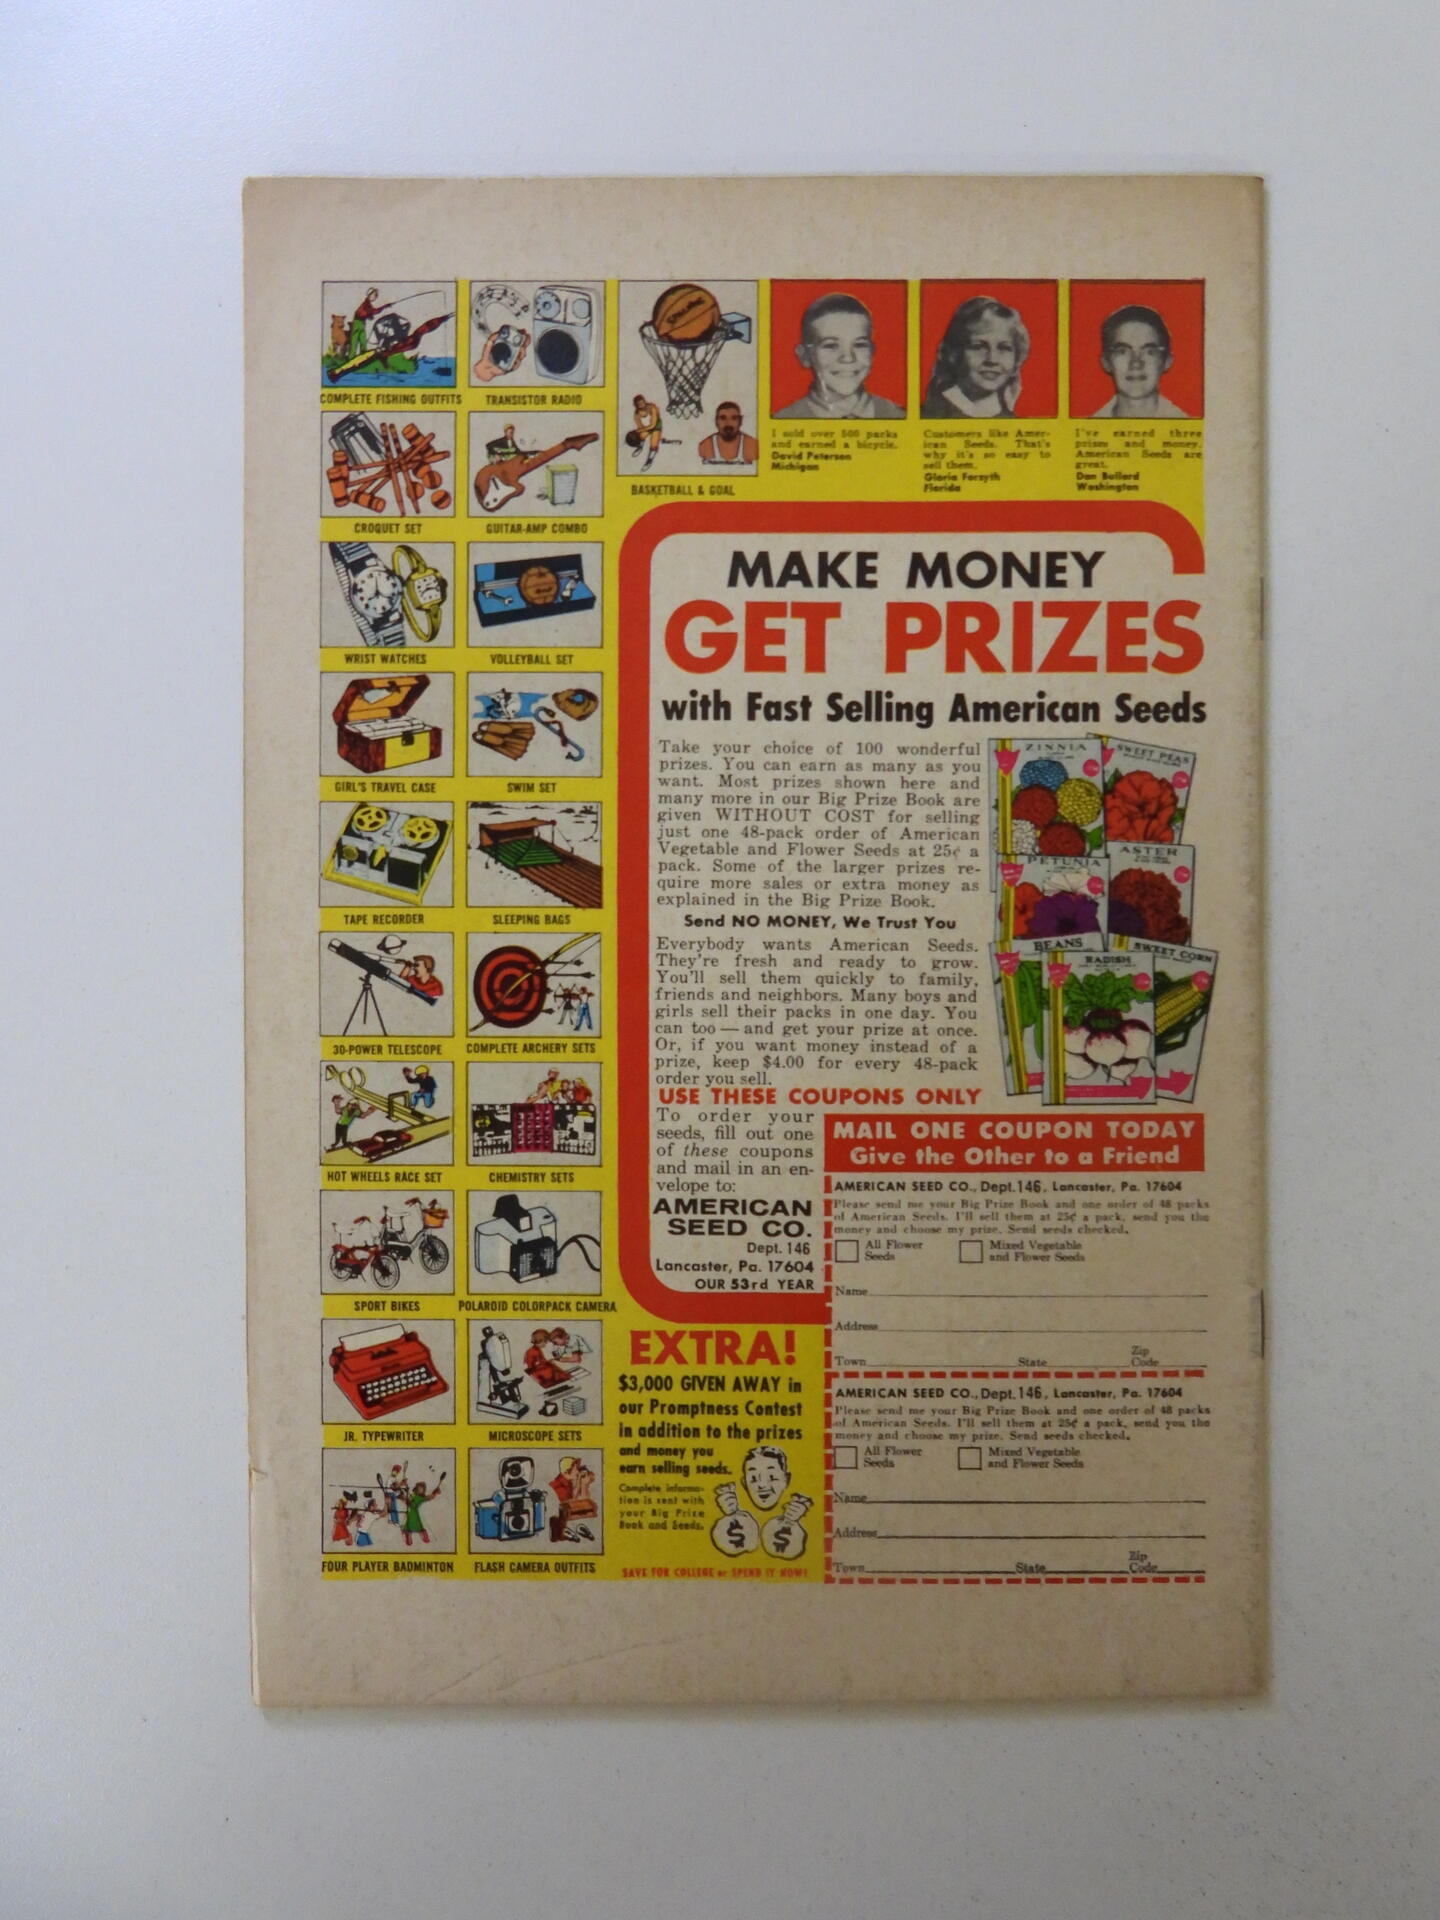 COMPLETE FISHING OUTFITS
TRANSISTOR RADIO
CROQUET SET
GUITAR-AMP COMBO
WRIST WATCHES
VOLLEYBALL SET
GIRL'S TRAVEL CASE
SWIM SET
TAPE RECORDER
SLEEPING BAGS
30-POWER TELESCOPE
COMPLETE ARCHERY SETS
HOT WHEELS RACE SET
CHEMISTRY SETS
SPORT BIKES
POLAROID COLORPACK CAMERA
JR. TYPEWRITER
MICROSCOPE SETS
FOUR PLAYER BADMINTON
FLASH CAMERA OUTFITS
SPALDING
Barry
Chamberlain
BASKETBALL & GOAL
I sold over 500 packs
and earned a bicycle.
David Peterson
Michigan
Customers like Amer-
ican Seeds. That's
why it's so easy to
sell them.
Gloria Forsyth
Florida
I've earned three
prizes and money.
American Seeds are
great.
Dan Bullard
Washington
MAKE MONEY
GET PRIZES
with Fast Selling American Seeds
Take your choice of 100 wonderful
prizes. You can earn as many as you
want. Most prizes shown here and
many more in our Big Prize Book are
given WITHOUT COST for selling
just one 48-pack order of American
Vegetable and Flower Seeds at 25¢ a
pack. Some of the larger prizes re-
quire more sales or extra money as
explained in the Big Prize Book.
Send NO MONEY, We Trust You
Everybody wants American Seeds.
They're fresh and ready to grow.
You'll sell them quickly to family,
friends and neighbors. Many boys and
girls sell their packs in one day. You
can too — and get your prize at once.
Or, if you want money instead of a
prize, keep $4.00 for every 48-pack
order you sell.
ZINNIA
SWEET PEAS
PETUNIA
ASTER
BEANS
RADISH
SWEET CORN
USE THESE COUPONS ONLY
To order your
seeds, fill out one
of these coupons
and mail in an en-
velope to:
AMERICAN
SEED CO.
Dept. 146
Lancaster, Pa. 17604
OUR 53rd YEAR
MAIL ONE COUPON TODAY
Give the Other to a Friend
AMERICAN SEED CO., Dept. 146, Lancaster, Pa. 17604
Please send me your Big Prize Book and one order of 48 packs
of American Seeds. I'll sell them at 25¢ a pack, send you the
money and choose my prize. Send seeds checked.
All Flower
Seeds
Mixed Vegetable
and Flower Seeds
Name
Address
Town State Zip Code
AMERICAN SEED CO., Dept. 146, Lancaster, Pa. 17604
Please send me your Big Prize Book and one order of 48 packs
of American Seeds. I'll sell them at 25¢ a pack, send you the
money and choose my prize. Send seeds checked.
All Flower
Seeds
Mixed Vegetable
and Flower Seeds
Name
Address
Town State Zip Code
EXTRA!
$3,000 GIVEN AWAY in
our Promptness Contest
in addition to the prizes
and money you
earn selling seeds.
Complete informa-
tion is sent with
your Big Prize
Book and Seeds.
$ $
SAVE FOR COLLEGE or SPEND IT NOW!